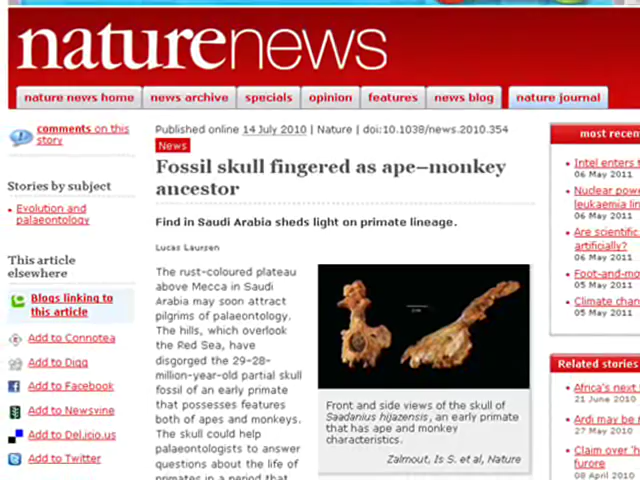 naturenews
nature news home
news archive
specials
opinion
features
news blog
nature journal
comments on this
story
Stories by subject
Evolution and
palaeontology
This article
elsewhere
Blogs linking to
this article
Add to Connotea
Add to Digg
Add to Facebook
Add to Newsvine
Add to Del.icio.us
Add to Twitter
Published online 14 July 2010 | Nature | doi:10.1038/news.2010.354
News
Fossil skull fingered as ape–monkey
ancestor
Find in Saudi Arabia sheds light on primate lineage.
Lucas Laursen
The rust-coloured plateau
above Mecca in Saudi
Arabia may soon attract
pilgrims of palaeontology.
The hills, which overlook
the Red Sea, have
disgorged the 29–28-
million-year-old partial skull
fossil of an early primate
that possesses features
both of apes and monkeys.
The skull could help
palaeontologists to answer
questions about the life of
primates in a period that
Front and side views of the skull of
Saadanius hijazensis, an early primate
that has ape and monkey
characteristics.
Zalmout, Is S. et al, Nature
most recen
Intel enters t
06 May 2011
Nuclear powe
leukaemia lin
06 May 2011
Are scientific
artificially?
06 May 2011
Foot-and-mo
05 May 2011
Climate chan
05 May 2011
Related stories
Africa's next
21 June 2010
Ardi may be
27 May 2010
Claim over 'h
furore
08 April 2010